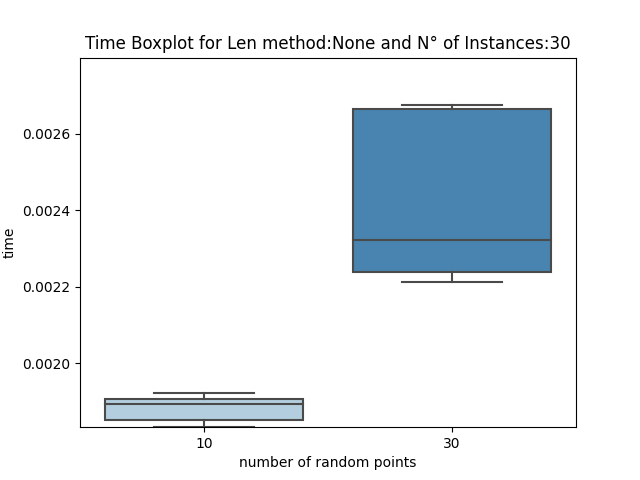 Time Boxplot for Len method:None and N° of Instances:30
time
0.0026
0.0024
0.0022
0.0020
10
30
number of random points